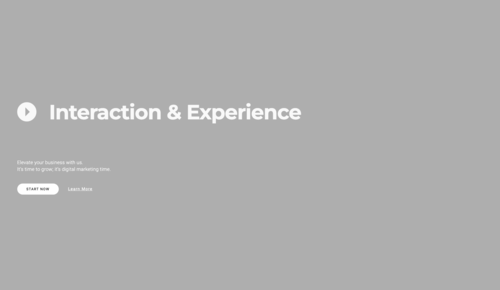 Interaction & Experience
Elevate your business with us.
It's time to grow, it's digital marketing time.
START NOW
Learn More